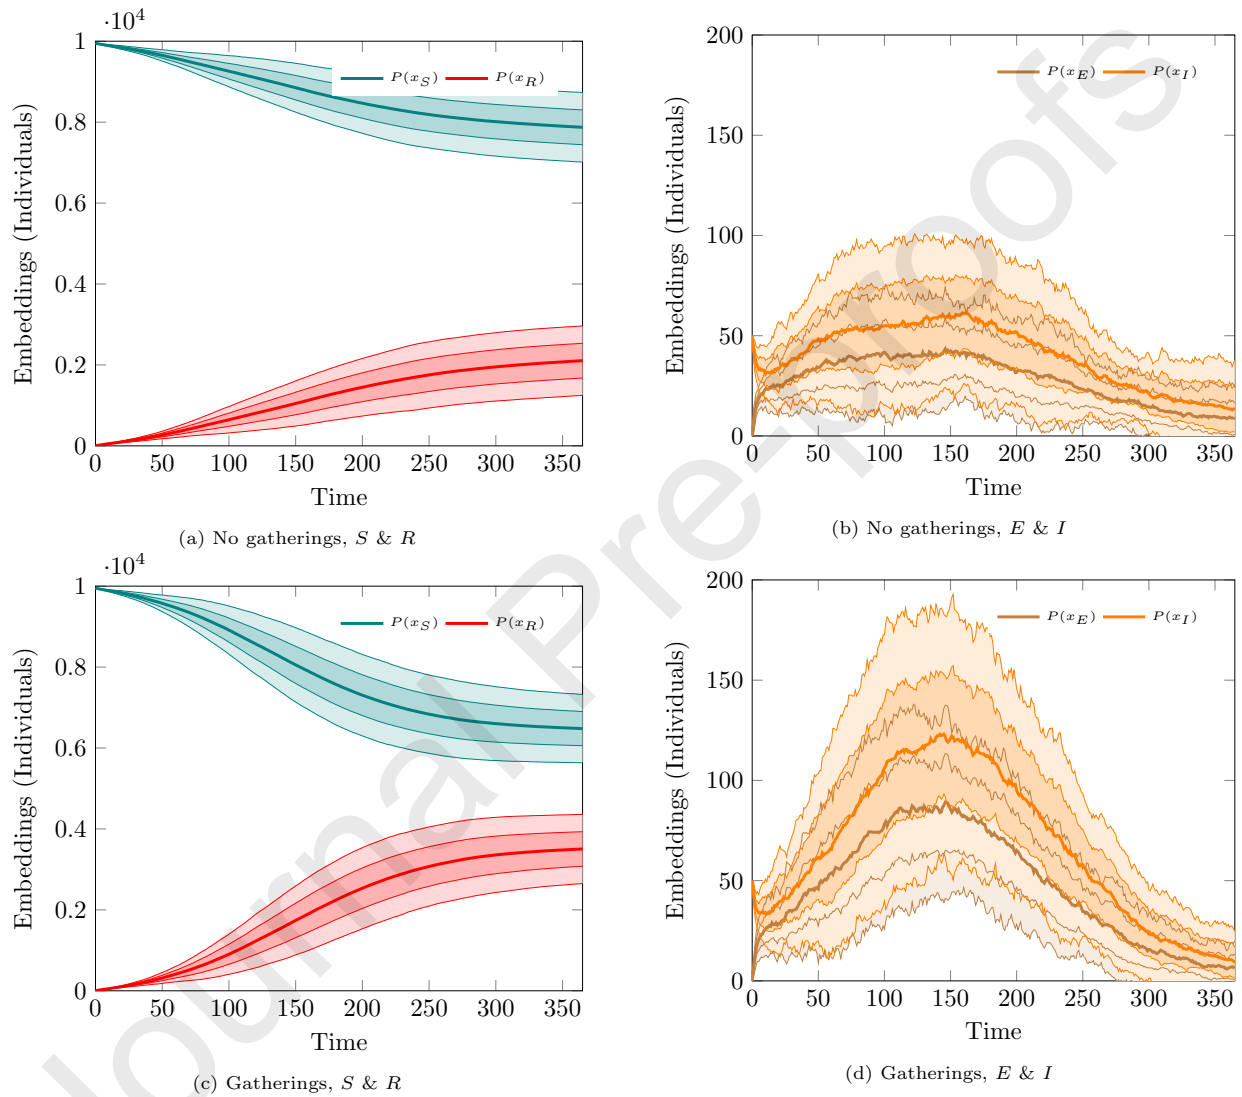 ·10⁴
1
0.8
0.6
0.4
0.2
0
0 50 100 150 200 250 300 350
Embeddings (Individuals)
Time
P(x_S) P(x_R)
(a) No gatherings, S & R
200
150
100
50
0
0 50 100 150 200 250 300 350
Embeddings (Individuals)
Time
P(x_E) P(x_I)
(b) No gatherings, E & I
·10⁴
1
0.8
0.6
0.4
0.2
0
0 50 100 150 200 250 300 350
Embeddings (Individuals)
Time
P(x_S) P(x_R)
(c) Gatherings, S & R
200
150
100
50
0
0 50 100 150 200 250 300 350
Embeddings (Individuals)
Time
P(x_E) P(x_I)
(d) Gatherings, E & I
Journal Pre-proofs